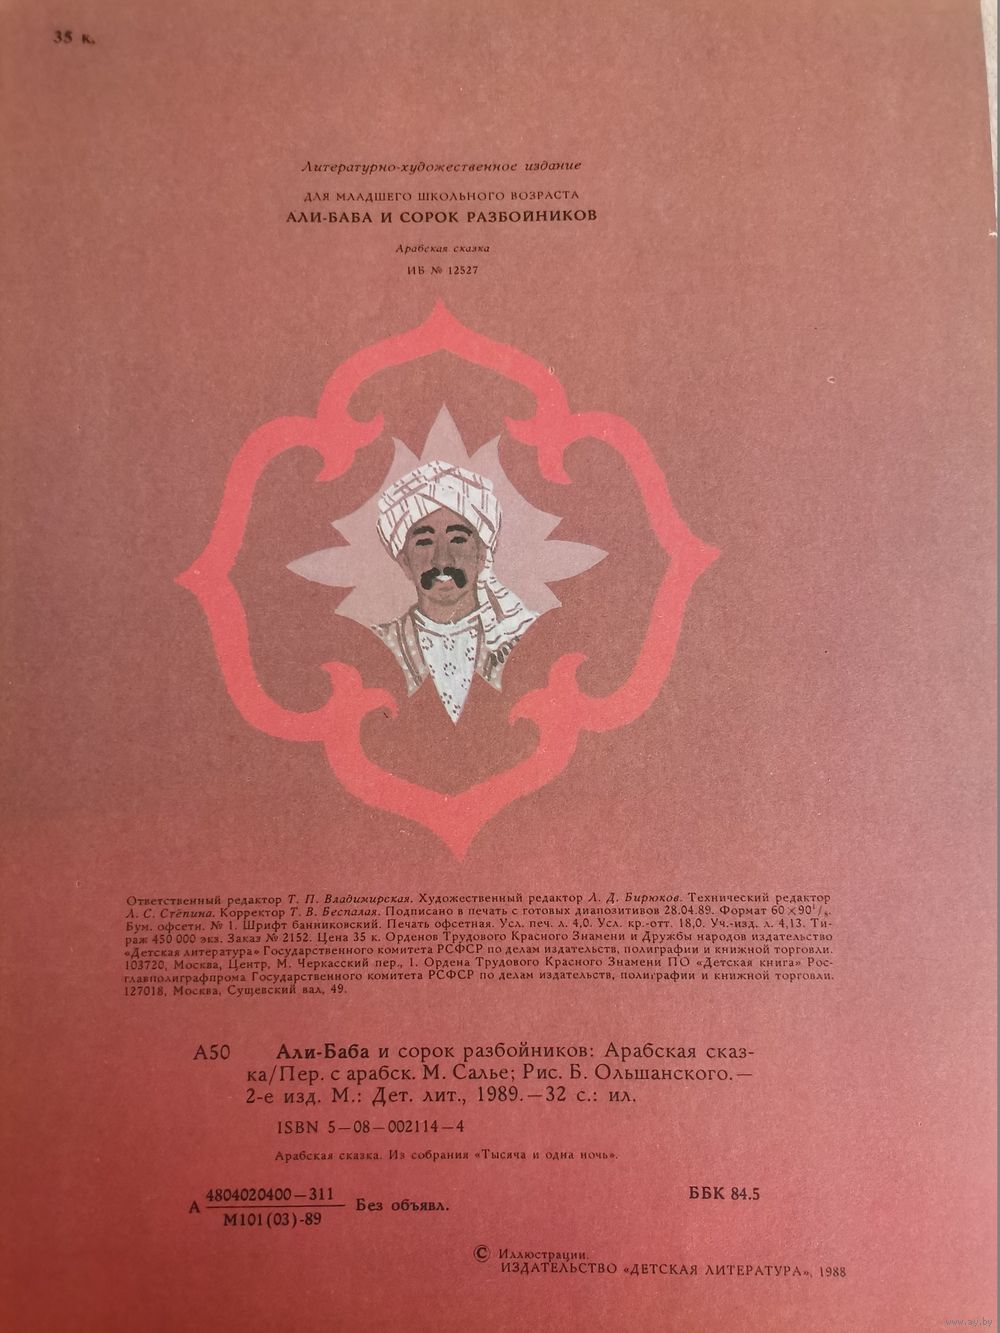 35 к.
Литературно-художественное издание
ДЛЯ МЛАДШЕГО ШКОЛЬНОГО ВОЗРАСТА
АЛИ-БАБА И СОРОК РАЗБОЙНИКОВ
Арабская сказка
ИБ № 12527
Ответственный редактор Т. П. Владимирская. Художественный редактор Л. Д. Бирюков. Технический редактор
Л. С. Стёпина. Корректор Т. В. Беспалая. Подписано в печать с готовых диапозитивов 28.04.89. Формат 60×90¹/₈.
Бум. офсетн. № 1. Шрифт банниковский. Печать офсетная. Усл. печ. л. 4,0. Усл. кр.-отт. 18,0. Уч.-изд. л. 4,13. Ти-
раж 450 000 экз. Заказ № 2152. Цена 35 к. Орденов Трудового Красного Знамени и Дружбы народов издательство
«Детская литература» Государственного комитета РСФСР по делам издательств, полиграфии и книжной торговли.
103720, Москва, Центр, М. Черкасский пер., 1. Ордена Трудового Красного Знамени ПО «Детская книга» Рос-
главполиграфпрома Государственного комитета РСФСР по делам издательств, полиграфии и книжной торговли.
127018, Москва, Сущевский вал, 49.
А50 Али-Баба и сорок разбойников: Арабская сказ-
ка/Пер. с арабск. М. Салье; Рис. Б. Ольшанского.—
2-е изд. М.: Дет. лит., 1989.—32 с.: ил.
ISBN 5—08—002114—4
Арабская сказка. Из собрания «Тысяча и одна ночь».
А 4804020400—311 Без объявл.
М101(03)-89
ББК 84.5
© Иллюстрации.
ИЗДАТЕЛЬСТВО «ДЕТСКАЯ ЛИТЕРАТУРА», 1988
www.ay.by